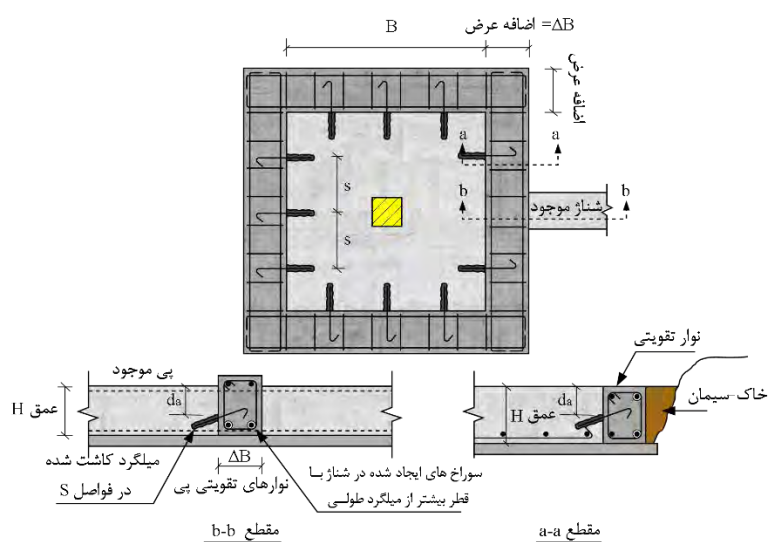 B
اضافه عرض =ΔB
اضافه عرض
a
a
b
b
s
s
شناژ موجود
پی موجود
عمق H
da
ΔB
میلگرد کاشت شده
در فواصل S
نوارهای تقویتی پی
سوراخ های ایجاد شده در شناژ با
قطر بیشتر از میلگرد طولی
مقطع b-b
نوار تقویتی
خاک-سیمان
عمق H
da
مقطع a-a